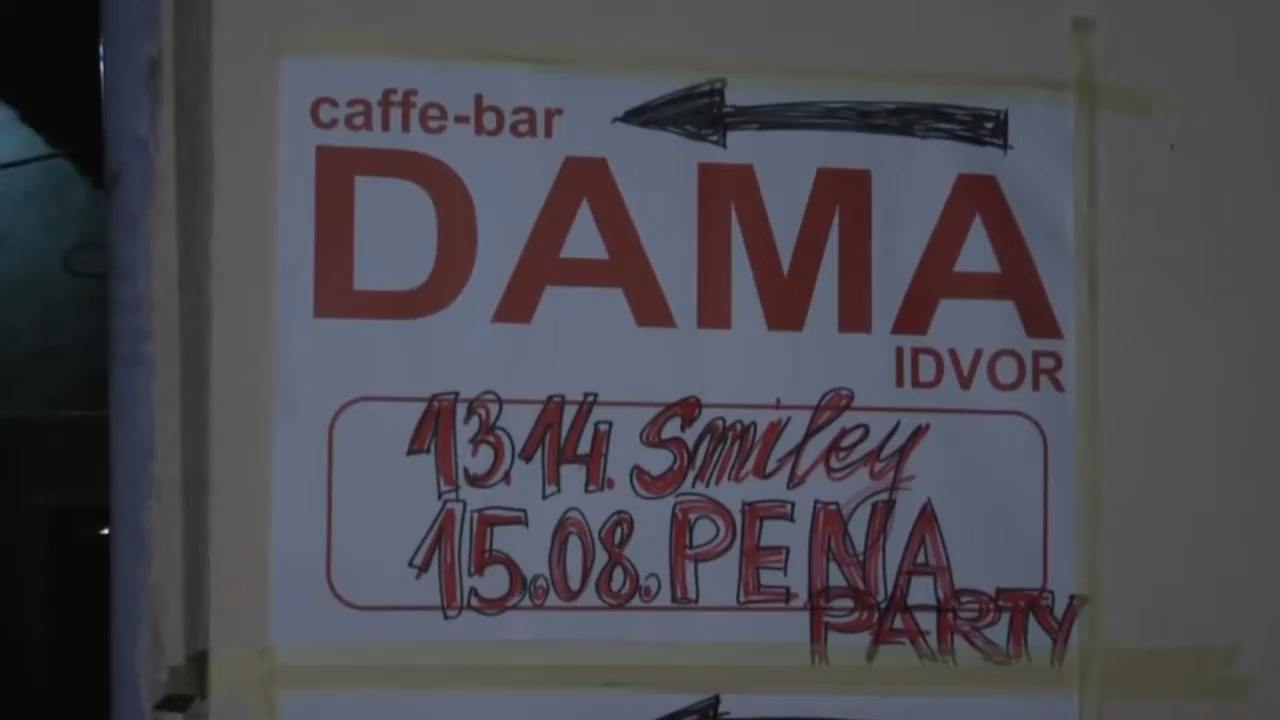 caffe-bar
DAMA
IDVOR
13.14. Smiley
15.08. PENA
PARTY